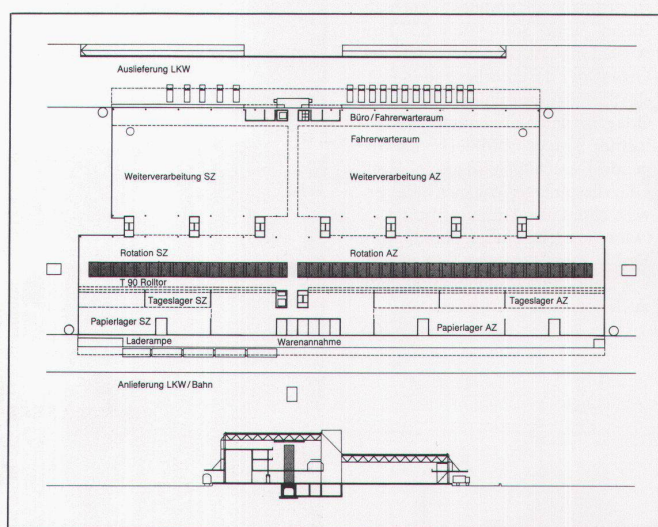 Auslieferung LKW
Büro/Fahrerwarteraum
Fahrerwarteraum
Weiterverarbeitung SZ
Weiterverarbeitung AZ
Rotation SZ
Rotation AZ
T 90 Rolltor
Tageslager SZ
Tageslager AZ
Papierlager SZ
Papierlager AZ
Laderampe
Warenannahme
Anlieferung LKW/Bahn